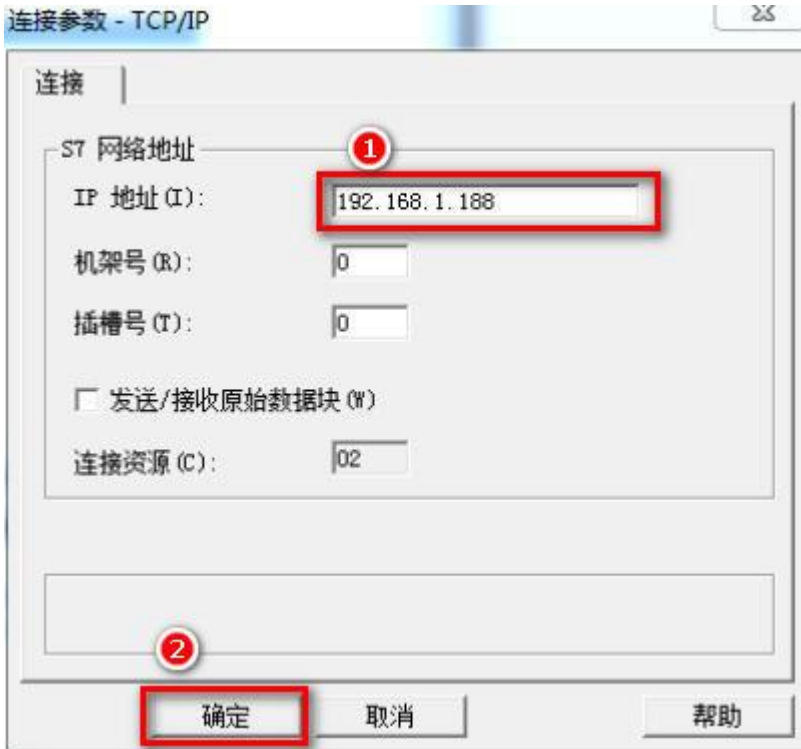 连接参数 - TCP/IP
连接
S7 网络地址
1
IP 地址(I):
192.168.1.188
机架号(R):
0
插槽号(T):
0
发送/接收原始数据块(W)
连接资源(C):
02
2
确定 取消 帮助